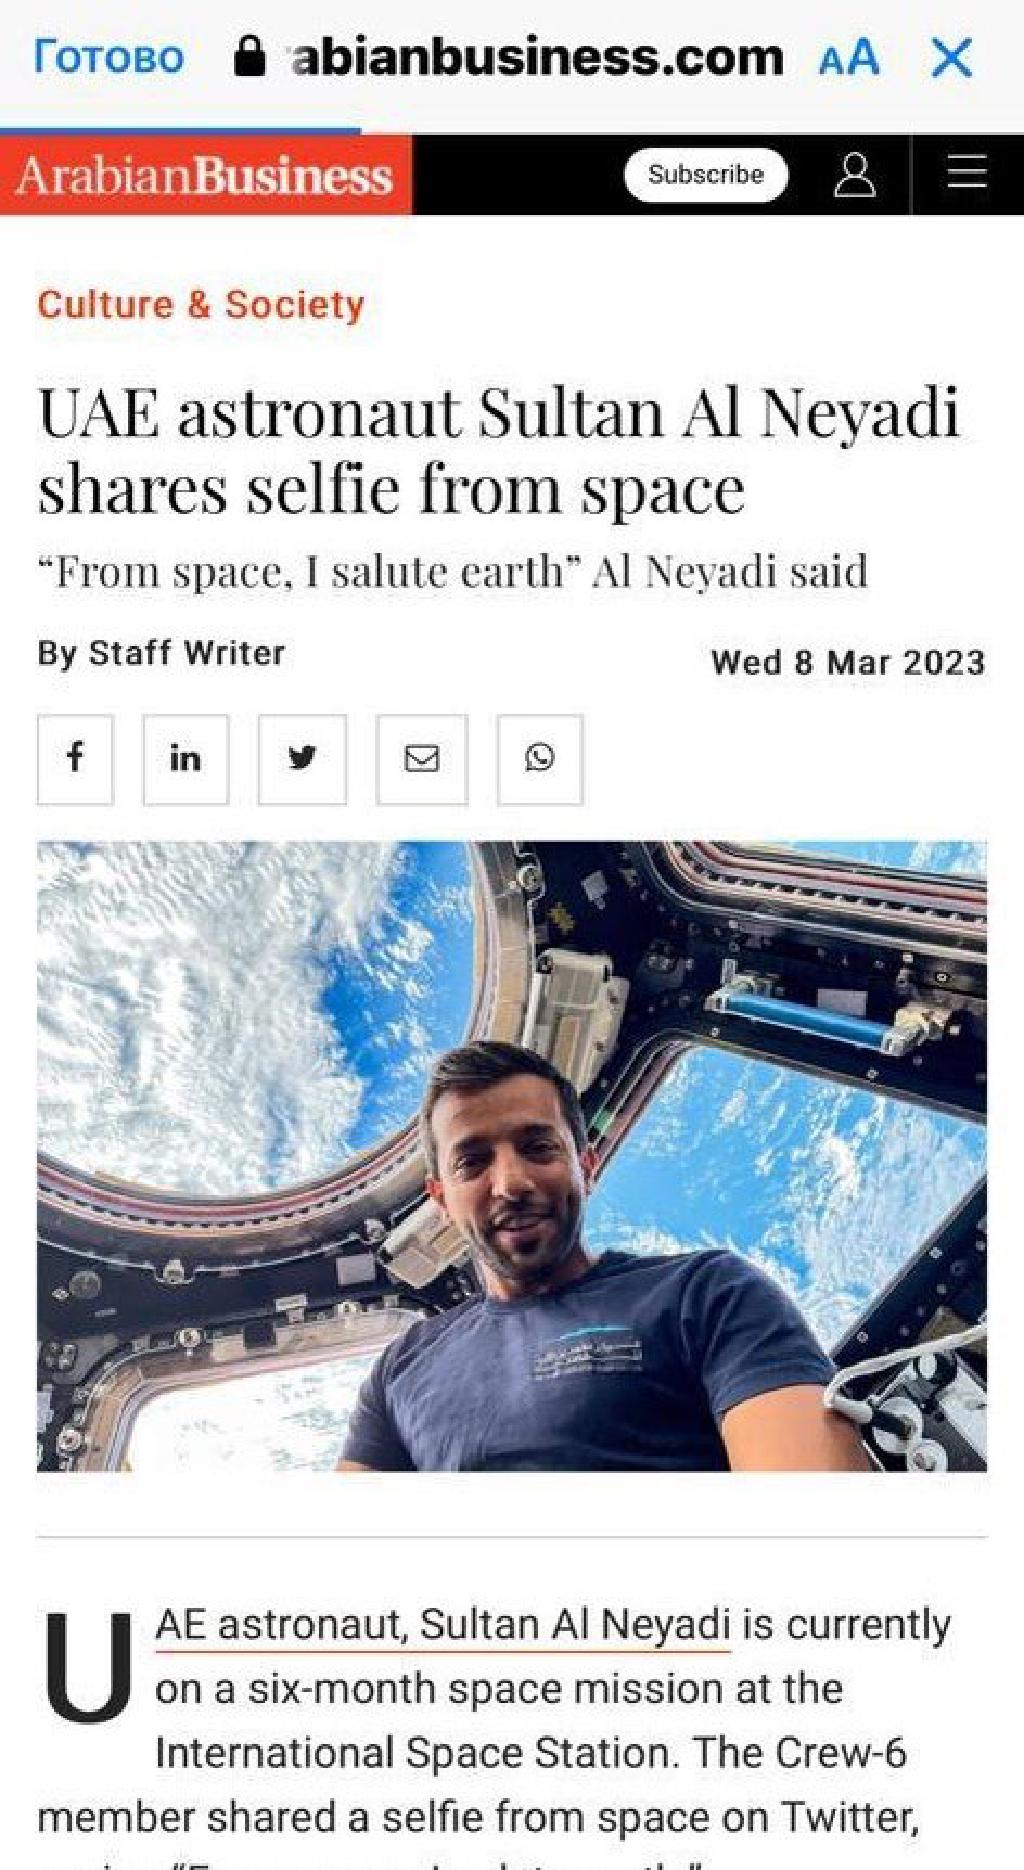 Готово abianbusiness.com AA
ArabianBusiness Subscribe
Culture & Society
UAE astronaut Sultan Al Neyadi
shares selfie from space
“From space, I salute earth” Al Neyadi said
By Staff Writer
Wed 8 Mar 2023
f in
UAE astronaut, Sultan Al Neyadi is currently
on a six-month space mission at the
International Space Station. The Crew-6
member shared a selfie from space on Twitter,